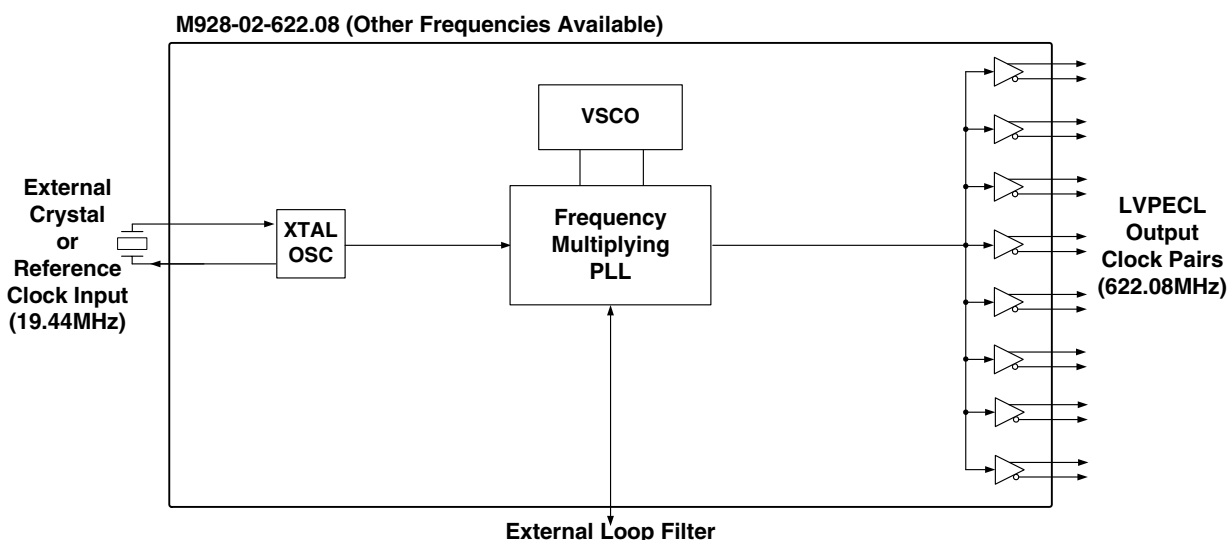 M928-02-622.08 (Other Frequencies Available)
VSCO
External
Crystal
or
Reference
Clock Input
(19.44MHz)
XTAL
OSC
Frequency
Multiplying
PLL
LVPECL
Output
Clock Pairs
(622.08MHz)
External Loop Filter